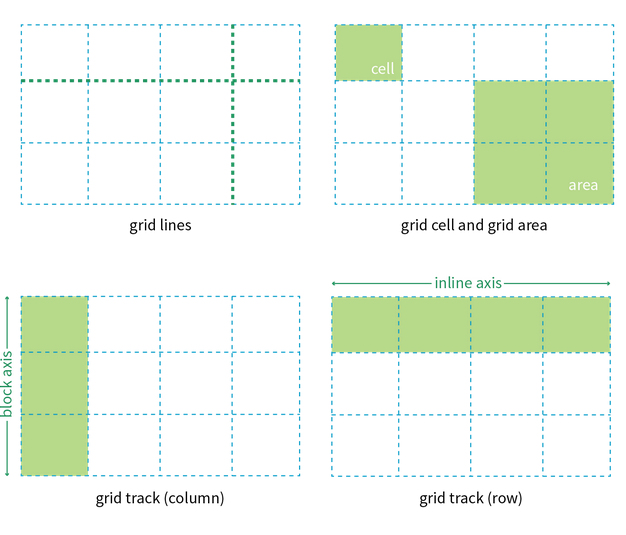 cell
area
grid lines
grid cell and grid area
inline axis
block axis
grid track (column)
grid track (row)